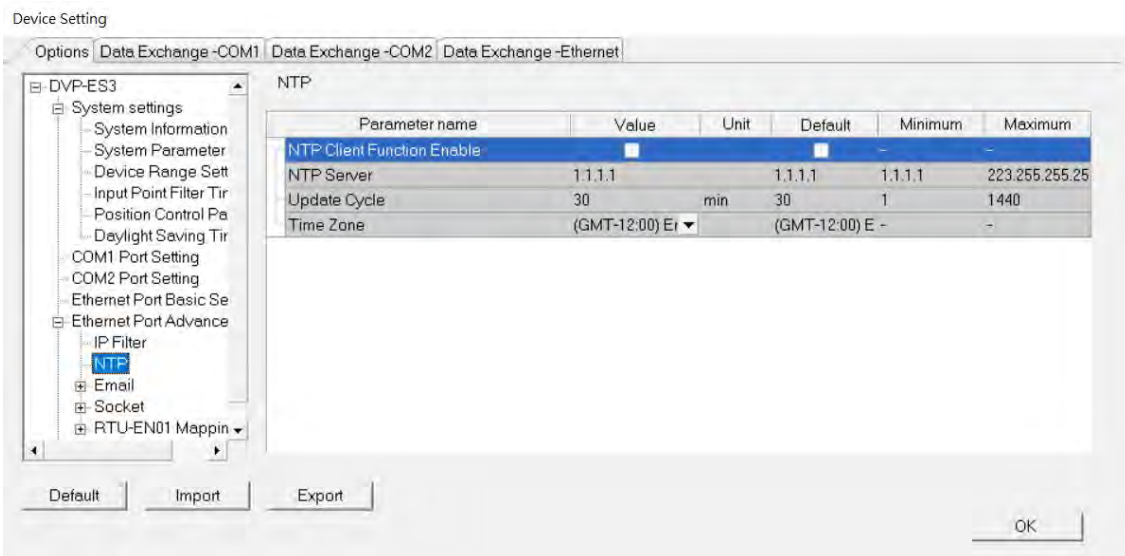 Device Setting
Options Data Exchange -COM1 Data Exchange -COM2 Data Exchange -Ethernet
DVP-ES3
System settings
System Information
System Parameter
Device Range Sett
Input Point Filter Tir
Position Control Pa
Daylight Saving Tir
COM1 Port Setting
COM2 Port Setting
Ethernet Port Basic Se
Ethernet Port Advance
IP Filter
NTP
Email
Socket
RTU-EN01 Mappin
NTP
Parameter name Value Unit Default Minimum Maximum
NTP Client Function Enable - -
NTP Server 1.1.1.1 1.1.1.1 1.1.1.1 223.255.255.25
Update Cycle 30 min 30 1 1440
Time Zone (GMT-12:00) Er (GMT-12:00) E - -
Default Import Export
OK